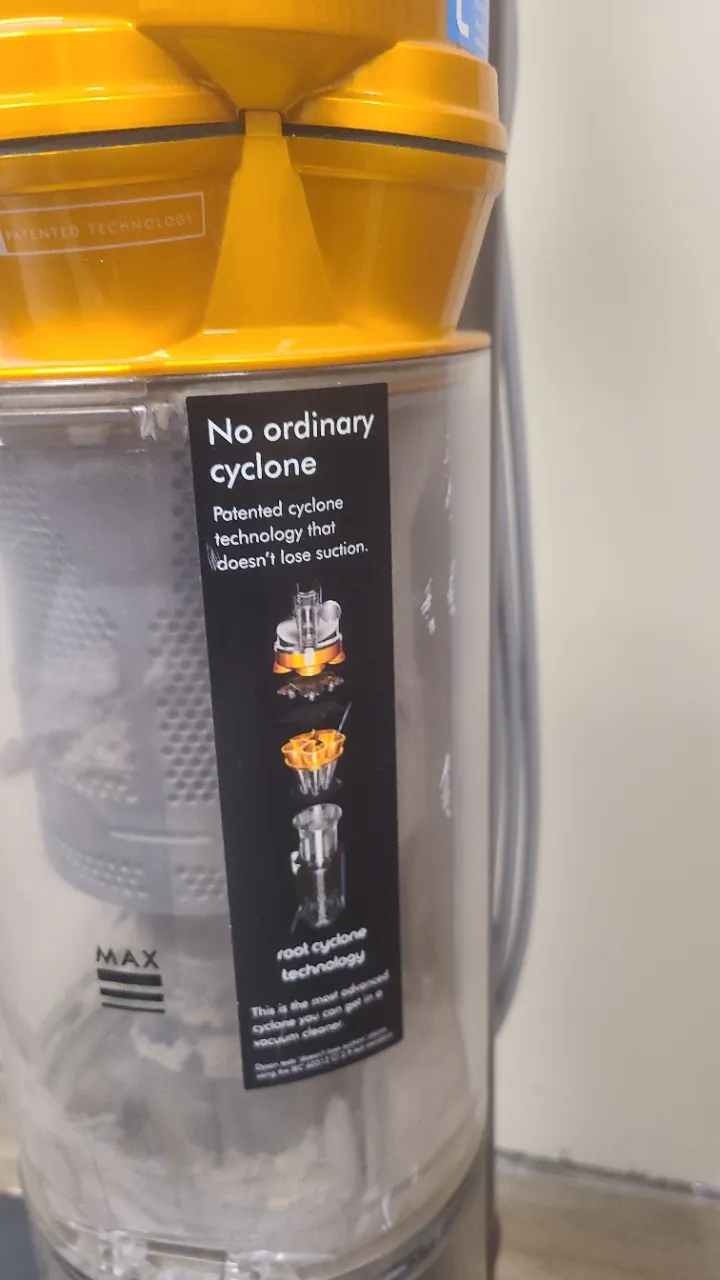 PATENTED TECHNOLOGY
No ordinary
cyclone
Patented cyclone
technology that
doesn't lose suction.
root cyclone
technology
This is the most advanced
cyclone you can get in a
vacuum cleaner.
MAX